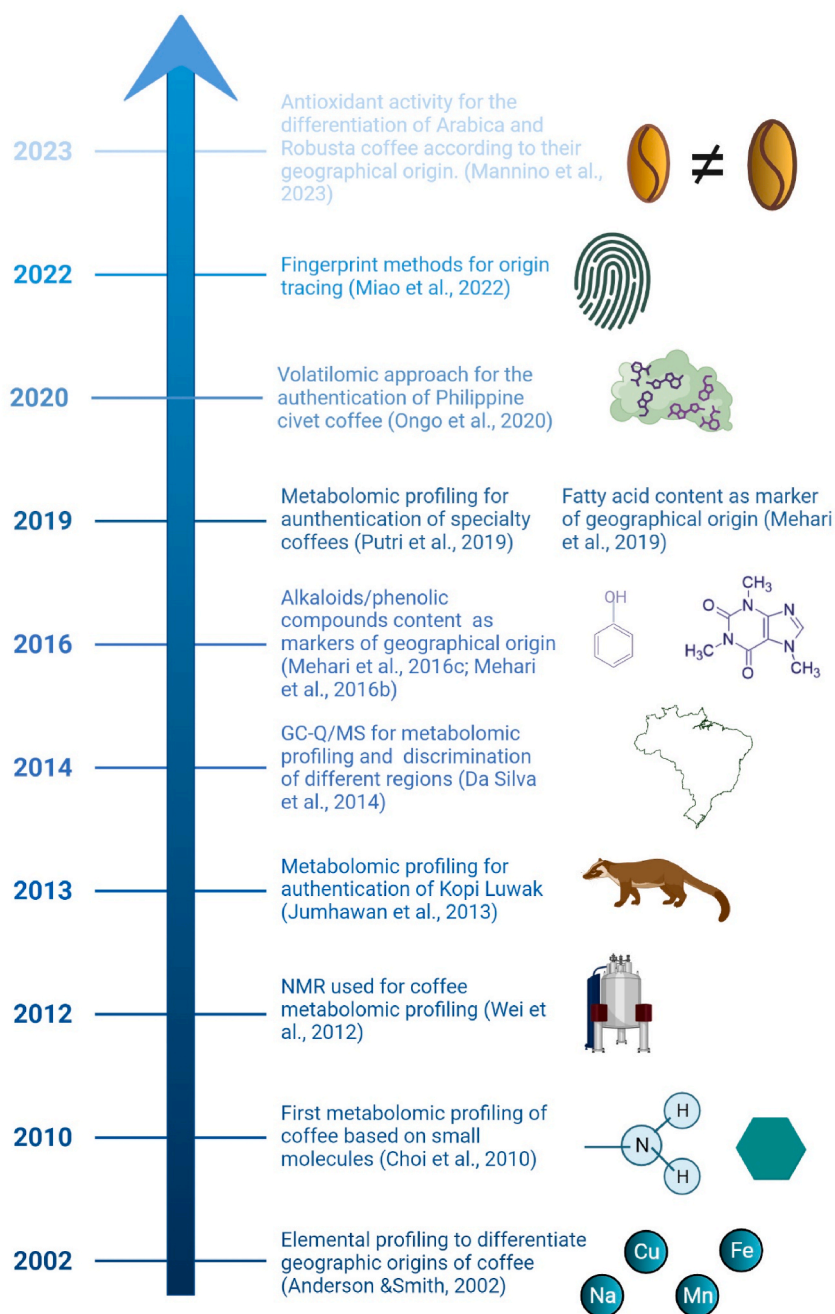 2023
Antioxidant activity for the
differentiation of Arabica and
Robusta coffee according to their
geographical origin. (Mannino et al.,
2023)
≠
2022
Fingerprint methods for origin
tracing (Miao et al., 2022)
2020
Volatilomic approach for the
authentication of Philippine
civet coffee (Ongo et al., 2020)
2019
Metabolomic profiling for
aunthentication of specialty
coffees (Putri et al., 2019)
Fatty acid content as marker
of geographical origin (Mehari
et al., 2019)
2016
Alkaloids/phenolic
compounds content as
markers of geographical origin
(Mehari et al., 2016c; Mehari
et al., 2016b)
OH
CH₃
O
H₃C
N
N
N
N
O
CH₃
2014
GC-Q/MS for metabolomic
profiling and discrimination
of different regions (Da Silva
et al., 2014)
2013
Metabolomic profiling for
authentication of Kopi Luwak
(Jumhawan et al., 2013)
2012
NMR used for coffee
metabolomic profiling (Wei et
al., 2012)
2010
First metabolomic profiling of
coffee based on small
molecules (Choi et al., 2010)
H
N
H
2002
Elemental profiling to differentiate
geographic origins of coffee
(Anderson &Smith, 2002)
Cu
Fe
Na
Mn